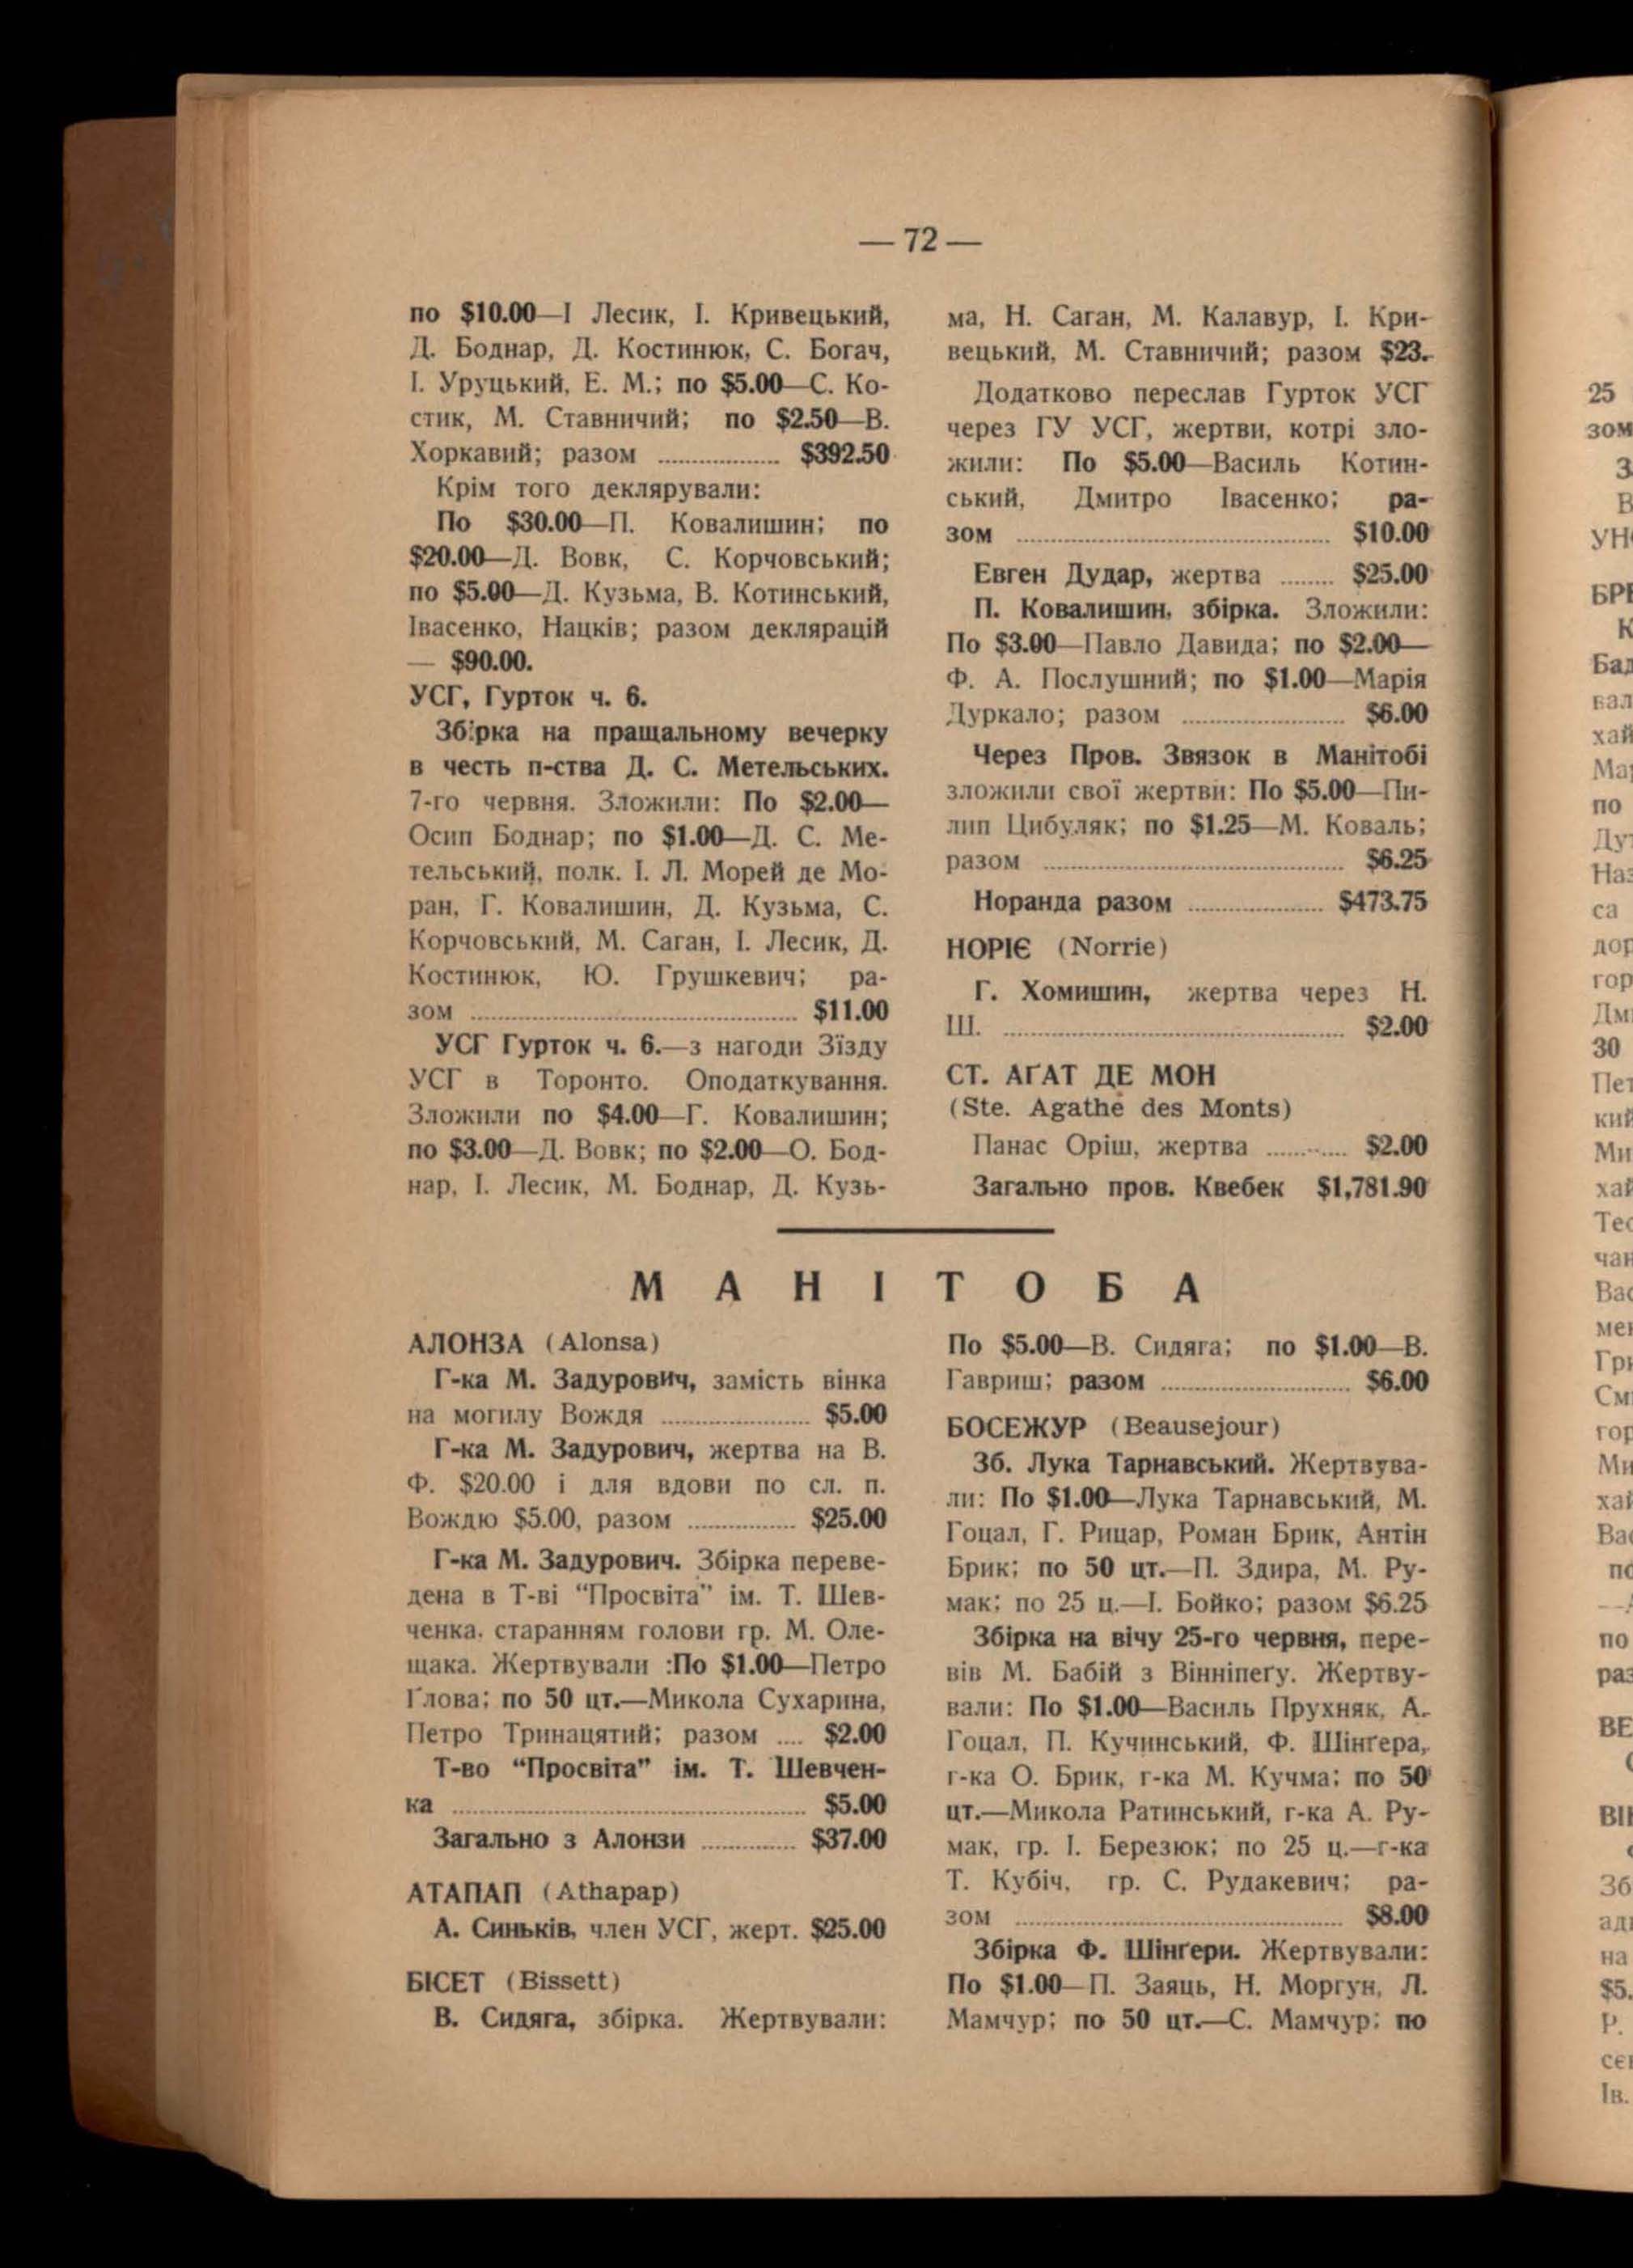 — 72 —
по $10.00—І Лесик, І. Кривецький,
Д. Боднар, Д. Костинюк, С. Богач,
І. Уруцький, Е. М.; по $5.00—С. Ко-
стик, М. Ставничий; по $2.50—В.
Хоркавий; разом ........ $392.50
Крім того деклярували:
По $30.00—П. Ковалишин; по
$20.00—Д. Вовк, С. Корчовський;
по $5.00—Д. Кузьма, В. Котинський,
Івасенко, Нацків; разом деклярацій
— $90.00.
УСГ, Гурток ч. 6.
Збірка на пращальному вечерку
в честь п-ства Д. С. Метельських.
7-го червня. Зложили: По $2.00—
Осип Боднар; по $1.00—Д. С. Ме-
тельський, полк. І. Л. Морей де Мо-
ран, Г. Ковалишин, Д. Кузьма, С.
Корчовський, М. Саган, І. Лесик, Д.
Костинюк, Ю. Грушкевич; ра-
зом ........ $11.00
УСГ Гурток ч. 6.—з нагоди Зїзду
УСГ в Торонто. Оподаткування.
Зложили по $4.00—Г. Ковалишин;
по $3.00—Д. Вовк; по $2.00—О. Бод-
нар, І. Лесик, М. Боднар, Д. Кузь-
ма, Н. Саган, М. Калавур, І. Кри-
вецький, М. Ставничий; разом $23.-
Додатково переслав Гурток УСГ
через ГУ УСГ, жертви, котрі зло-
жили: По $5.00—Василь Котин-
ський, Дмитро Івасенко; ра-
зом ........ $10.00
Евген Дудар, жертва ........ $25.00
П. Ковалишин, збірка. Зложили:
По $3.00—Павло Давида; по $2.00—
Ф. А. Послушний; по $1.00—Марія
Дуркало; разом ........ $6.00
Через Пров. Звязок в Манітобі
зложили свої жертви: По $5.00—Пи-
лип Цибуляк; по $1.25—М. Коваль;
разом ........ $6.25
Норанда разом ........ $473.75
НОРІЄ (Norrie)
Г. Хомишин, жертва через Н.
Ш. ........ $2.00
СТ. АҐАТ ДЕ МОН
(Ste. Agathe des Monts)
Панас Оріш, жертва ........ $2.00
Загально пров. Квебек $1,781.90
МАНІТОБА
АЛОНЗА (Alonsa)
Г-ка М. Задурович, замість вінка
на могилу Вождя ........ $5.00
Г-ка М. Задурович, жертва на В.
Ф. $20.00 і для вдови по сл. п.
Вождю $5.00, разом ........ $25.00
Г-ка М. Задурович. Збірка переве-
дена в Т-ві “Просвіта” ім. Т. Шев-
ченка. старанням голови гр. М. Оле-
щака. Жертвували :По $1.00—Петро
Глова; по 50 цт.—Микола Сухарина,
Петро Тринацятий; разом .... $2.00
Т-во “Просвіта” ім. Т. Шевчен-
ка ........ $5.00
Загально з Алонзи ........ $37.00
АТАПАП (Athapap)
А. Синьків, член УСГ, жерт. $25.00
БІСЕТ (Bissett)
В. Сидяга, збірка. Жертвували:
По $5.00—В. Сидяга; по $1.00—В.
Гавриш; разом ........ $6.00
БОСЕЖУР (Beausejour)
Зб. Лука Тарнавський. Жертвува-
ли: По $1.00—Лука Тарнавський, М.
Гоцал, Г. Рицар, Роман Брик, Антін
Брик; по 50 цт.—П. Здира, М. Ру-
мак; по 25 ц.—І. Бойко; разом $6.25
Збірка на вічу 25-го червня, пере-
вів М. Бабій з Вінніпеґу. Жертву-
вали: По $1.00—Василь Прухняк, А.
Гоцал, П. Кучинський, Ф. Шінґера,
г-ка О. Брик, г-ка М. Кучма; по 50
цт.—Микола Ратинський, г-ка А. Ру-
мак, гр. І. Березюк; по 25 ц.—г-ка
Т. Кубіч, гр. С. Рудакевич; ра-
зом ........ $8.00
Збірка Ф. Шінґери. Жертвували:
По $1.00—П. Заяць, Н. Моргун, Л.
Мамчур; по 50 цт.—С. Мамчур; по